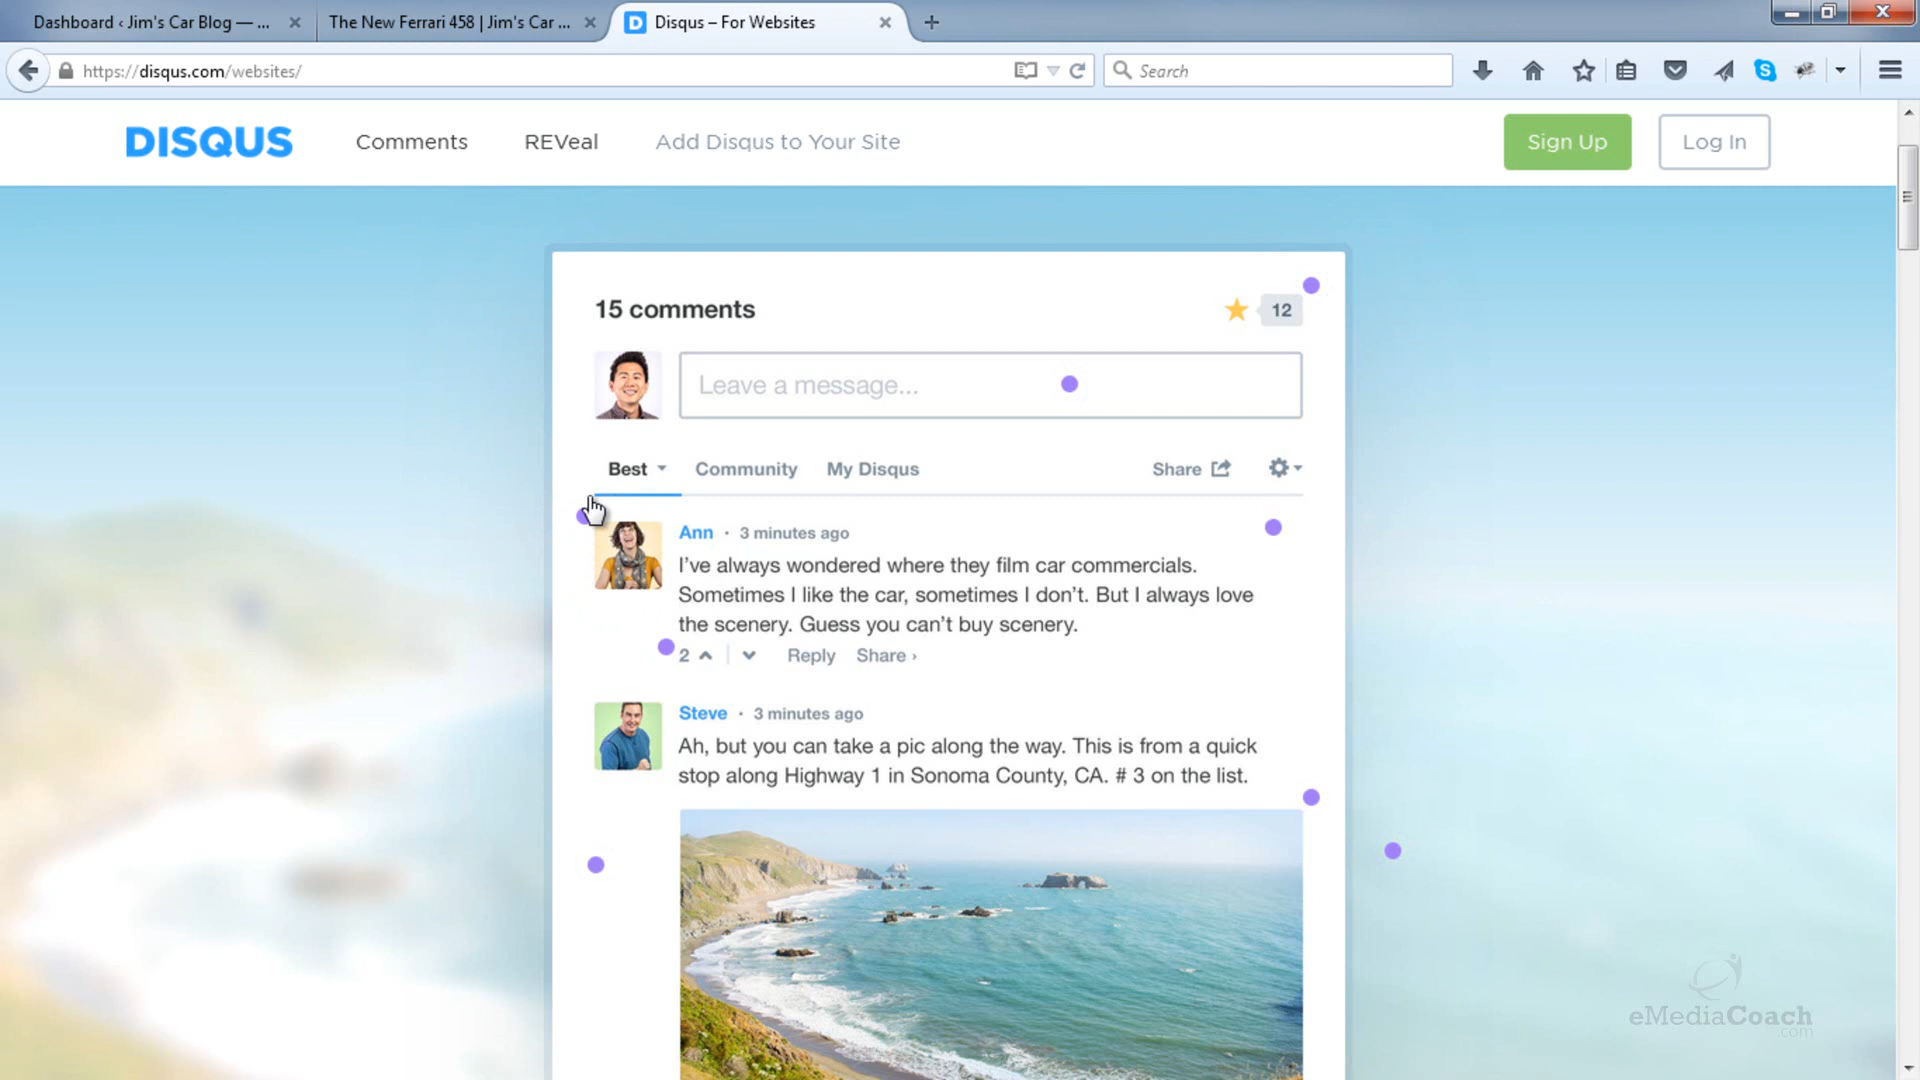 Dashboard ‹ Jim's Car Blog — ...
The New Ferrari 458 | Jim's Car ...
D Disqus – For Websites
https://disqus.com/websites/
Search
DISQUS
Comments
REVeal
Add Disqus to Your Site
Sign Up
Log In
15 comments
12
Leave a message...
Best
Community
My Disqus
Share
Ann · 3 minutes ago
I've always wondered where they film car commercials.
Sometimes I like the car, sometimes I don't. But I always love
the scenery. Guess you can't buy scenery.
2
Reply
Share ›
Steve · 3 minutes ago
Ah, but you can take a pic along the way. This is from a quick
stop along Highway 1 in Sonoma County, CA. # 3 on the list.
eMediaCoach
.com